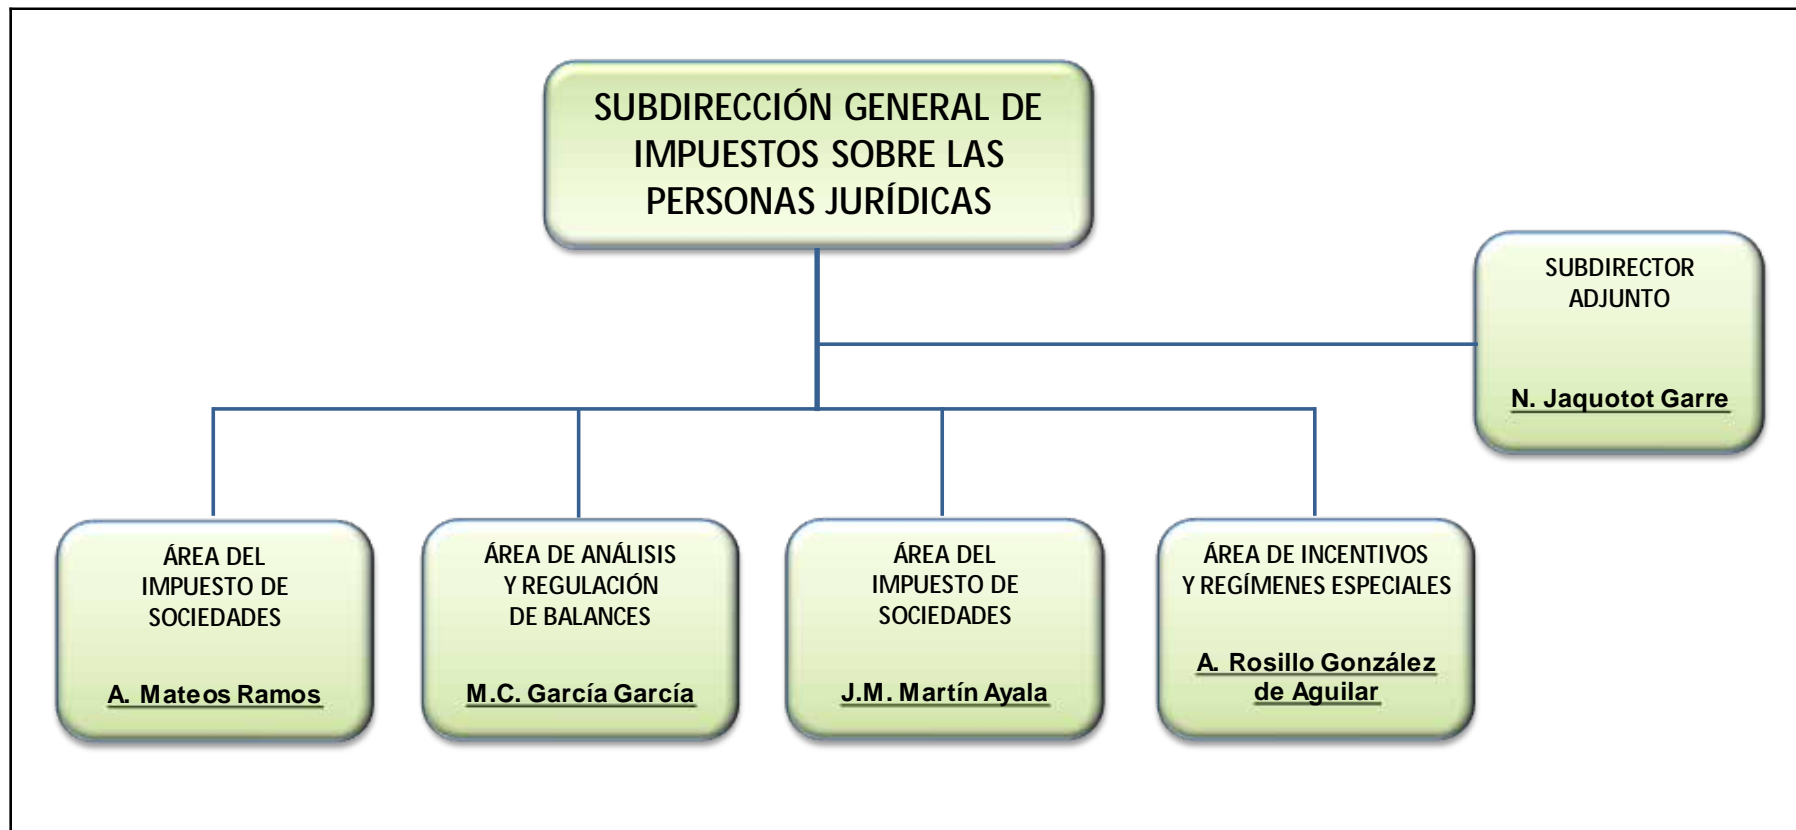 SUBDIRECCIÓN GENERAL DE
IMPUESTOS SOBRE LAS
PERSONAS JURÍDICAS
SUBDIRECTOR
ADJUNTO
N. Jaquotot Garre
ÁREA DEL
IMPUESTO DE
SOCIEDADES
A. Mateos Ramos
ÁREA DE ANÁLISIS
Y REGULACIÓN
DE BALANCES
M.C. García García
ÁREA DEL
IMPUESTO DE
SOCIEDADES
J.M. Martín Ayala
ÁREA DE INCENTIVOS
Y REGÍMENES ESPECIALES
A. Rosillo González
de Aguilar